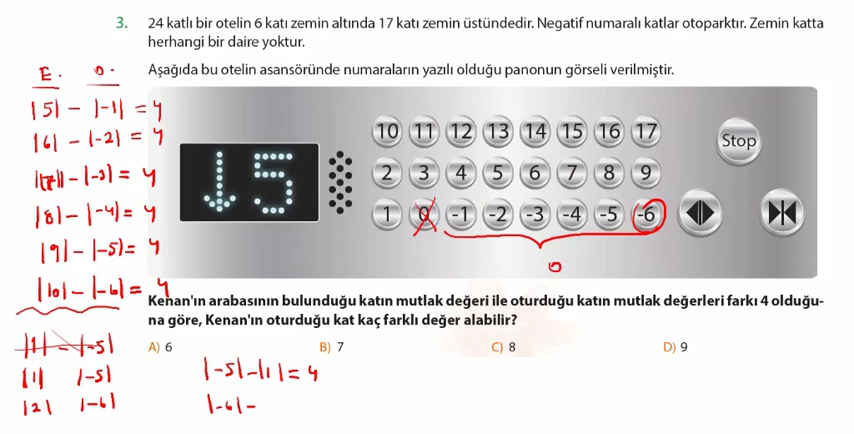 3. 24 katlı bir otelin 6 katı zemin altında 17 katı zemin üstündedir. Negatif numaralı katlar otoparktır. Zemin katta
herhangi bir daire yoktur.
Aşağıda bu otelin asansöründe numaraların yazılı olduğu panonun görseli verilmiştir.
E. O.
|5| - |-1| = 4
|6| - |-2| = 4
|7| - |-3| = 4
|8| - |-4| = 4
|9| - |-5| = 4
|10| - |-6| = 4
|1| - |-5|
|1| |-5|
|2| |-6|
↓5
10 11 12 13 14 15 16 17
2 3 4 5 6 7 8 9
1 0 -1 -2 -3 -4 -5 -6
Stop
O
Kenan'ın arabasının bulunduğu katın mutlak değeri ile oturduğu katın mutlak değerleri farkı 4 olduğu-
na göre, Kenan'ın oturduğu kat kaç farklı değer alabilir?
A) 6 B) 7 C) 8 D) 9
|-5| - |1| = 4
|-6| -